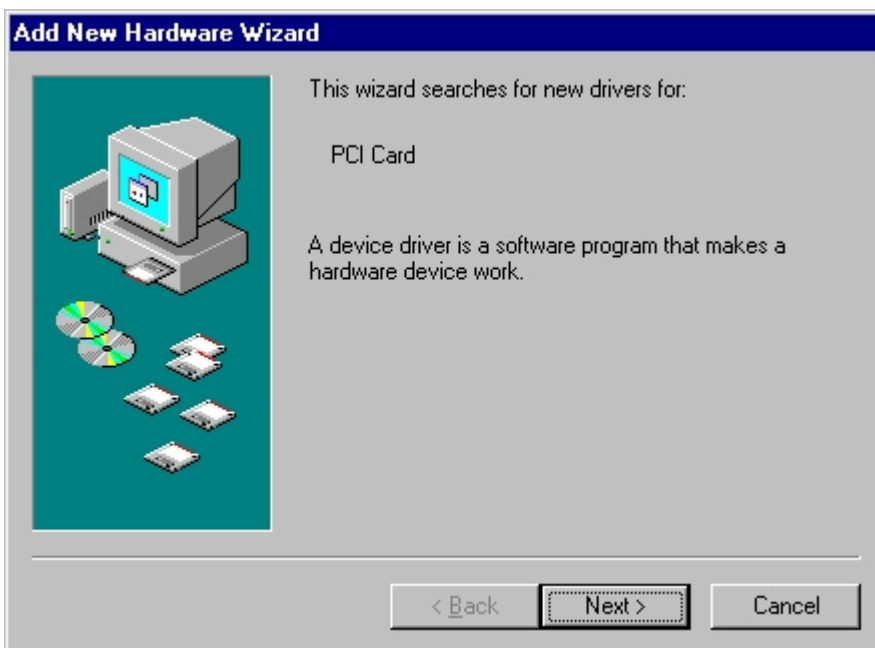 Add New Hardware Wizard
This wizard searches for new drivers for:
PCI Card
A device driver is a software program that makes a
hardware device work.
< Back
Next >
Cancel